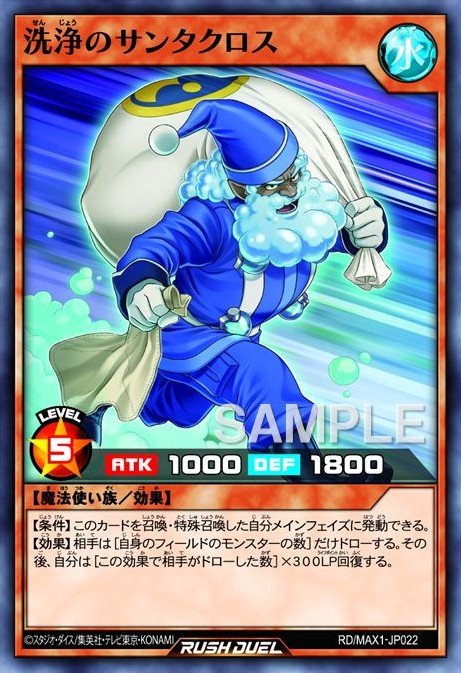 洗浄のサンタクロス
水
SAMPLE
LEVEL
5
ATK 1000 DEF 1800
【魔法使い族／効果】
【条件】このカードを召喚・特殊召喚した自分メインフェイズに発動できる。
【効果】相手は[自身のフィールドのモンスターの数]だけドローする。その
後、自分は[この効果で相手がドローした数]×300LP回復する。
©スタジオ・ダイス/集英社・テレビ東京・KONAMI
RUSH DUEL
RD/MAX1-JP022